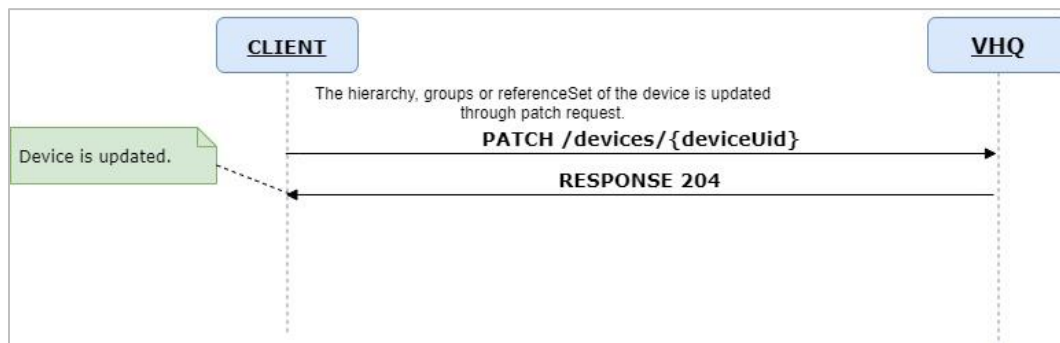 CLIENT
VHQ
The hierarchy, groups or referenceSet of the device is updated
through patch request.
PATCH /devices/{deviceUid}
Device is updated.
RESPONSE 204